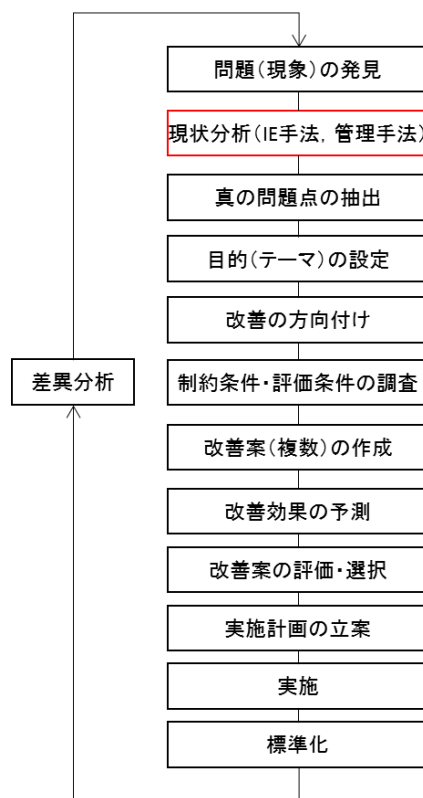 問題(現象)の発見
現状分析(IE手法, 管理手法)
真の問題点の抽出
目的(テーマ)の設定
改善の方向付け
差異分析
制約条件・評価条件の調査
改善案(複数)の作成
改善効果の予測
改善案の評価・選択
実施計画の立案
実施
標準化